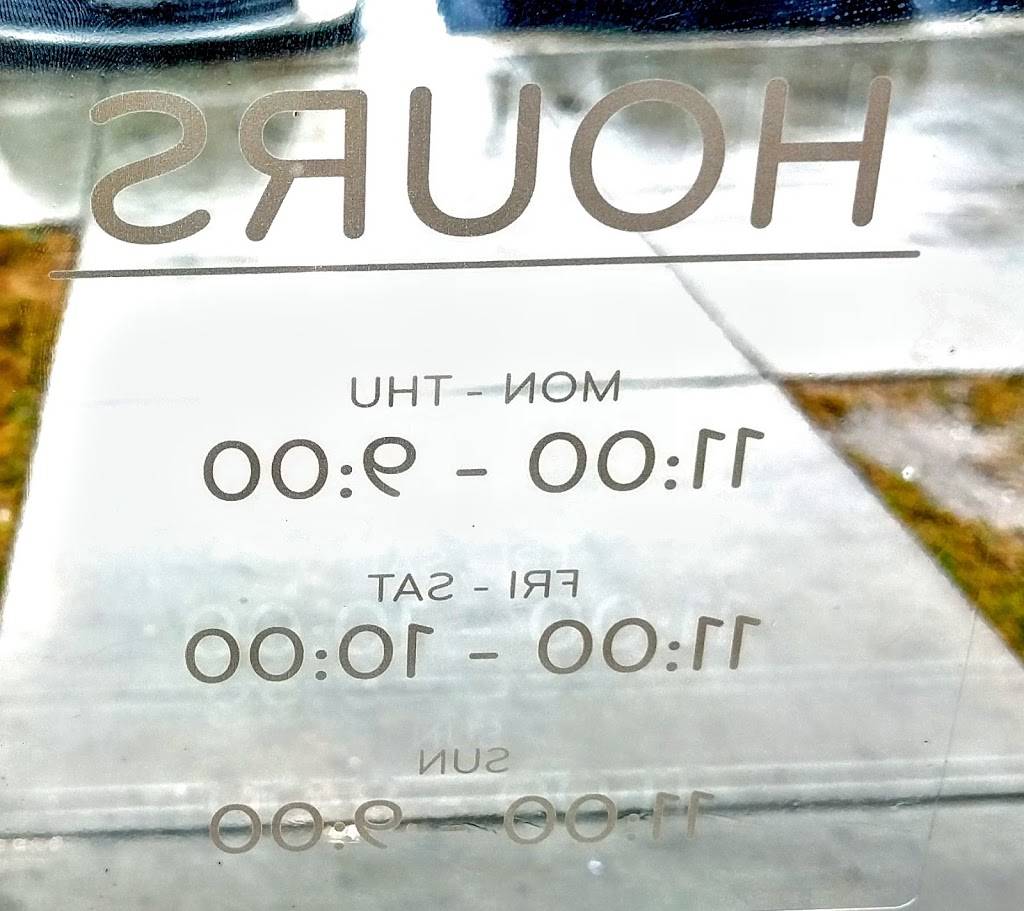 HOURS
MON - THU
11:00 - 9:00
FRI - SAT
11:00 - 10:00
SUN
11:00 - 9:00